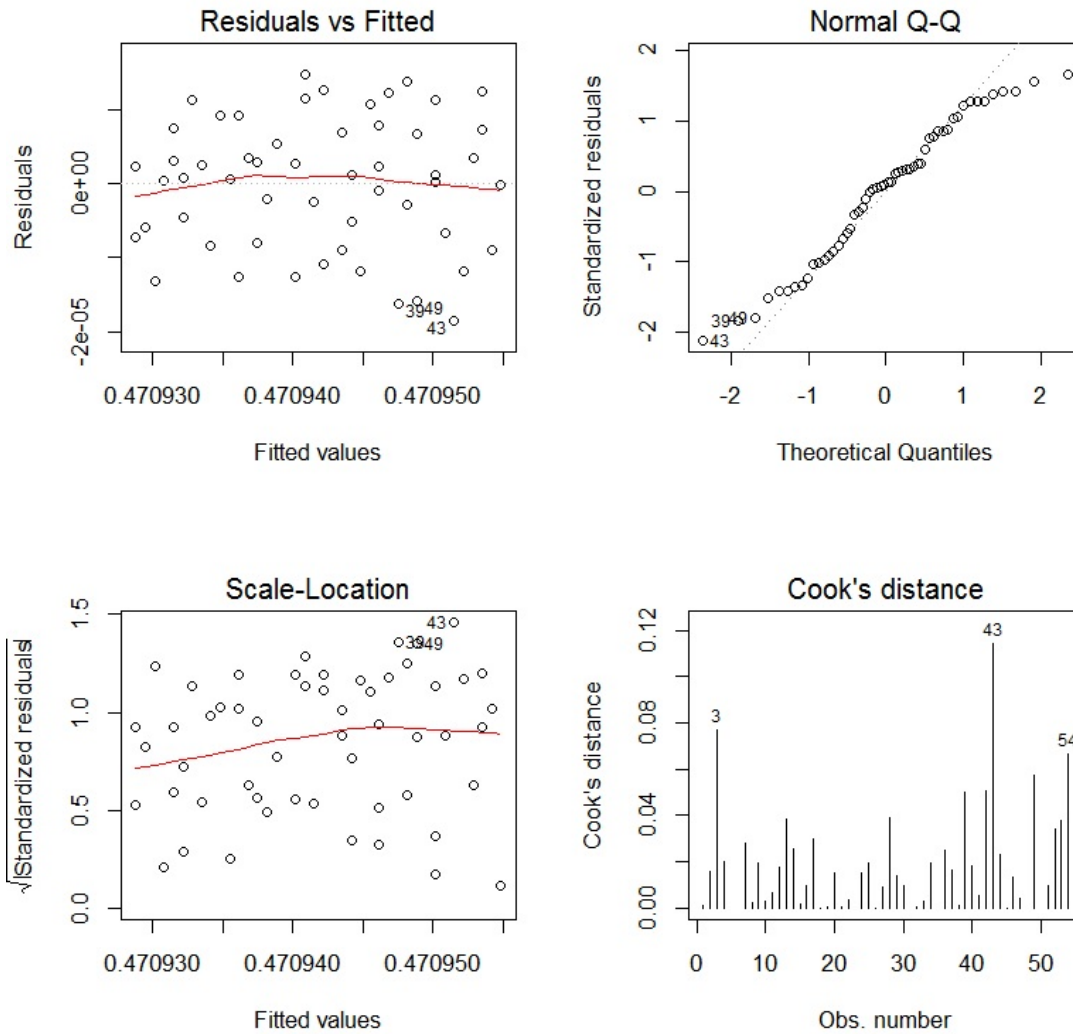 Residuals vs Fitted
Residuals
0e+00
-2e-05
39
49
43
0.470930 0.470940 0.470950
Fitted values
Normal Q-Q
Standardized residuals
2
1
0
-1
-2
39
49
43
-2 -1 0 1 2
Theoretical Quantiles
Scale-Location
√|Standardized residuals|
1.5
1.0
0.5
0.0
43
39
49
0.470930 0.470940 0.470950
Fitted values
Cook's distance
Cook's distance
0.12
0.08
0.04
0.00
3
43
54
0 10 20 30 40 50
Obs. number